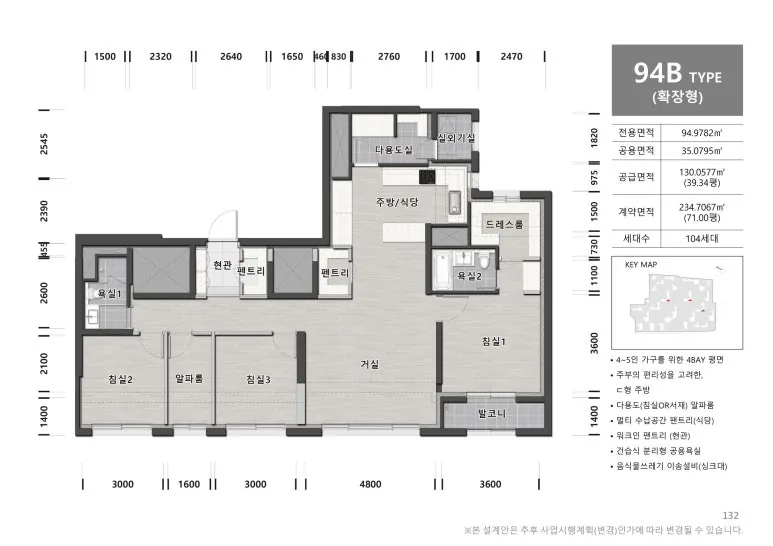 1500 2320 2640 1650 460 830 2760 1700 2470
94B TYPE
(확장형)
전용면적 94.9782㎡
공용면적 35.0795㎡
공급면적 130.0577㎡
(39.34평)
계약면적 234.7067㎡
(71.00평)
세대수 104세대
KEY MAP
• 4~5인 가구를 위한 4BAY 평면
• 주부의 편리성을 고려한,
ㄷ형 주방
• 다용도(침실OR서재) 알파룸
• 멀티 수납공간 팬트리(식당)
• 워크인 팬트리 (현관)
• 건습식 분리형 공용욕실
• 음식물쓰레기 이송설비(싱크대)
2545
2390
455
2600
2100
1400
1820
975
1500
730
1100
3600
1400
다용도실
실외기실
주방/식당
드레스룸
현관
펜트리
펜트리
욕실2
욕실1
침실1
침실2
알파룸
침실3
거실
발코니
3000 1600 3000 4800 3600
132
※본 설계안은 추후 사업시행계획(변경)인가에 따라 변경될 수 있습니다.